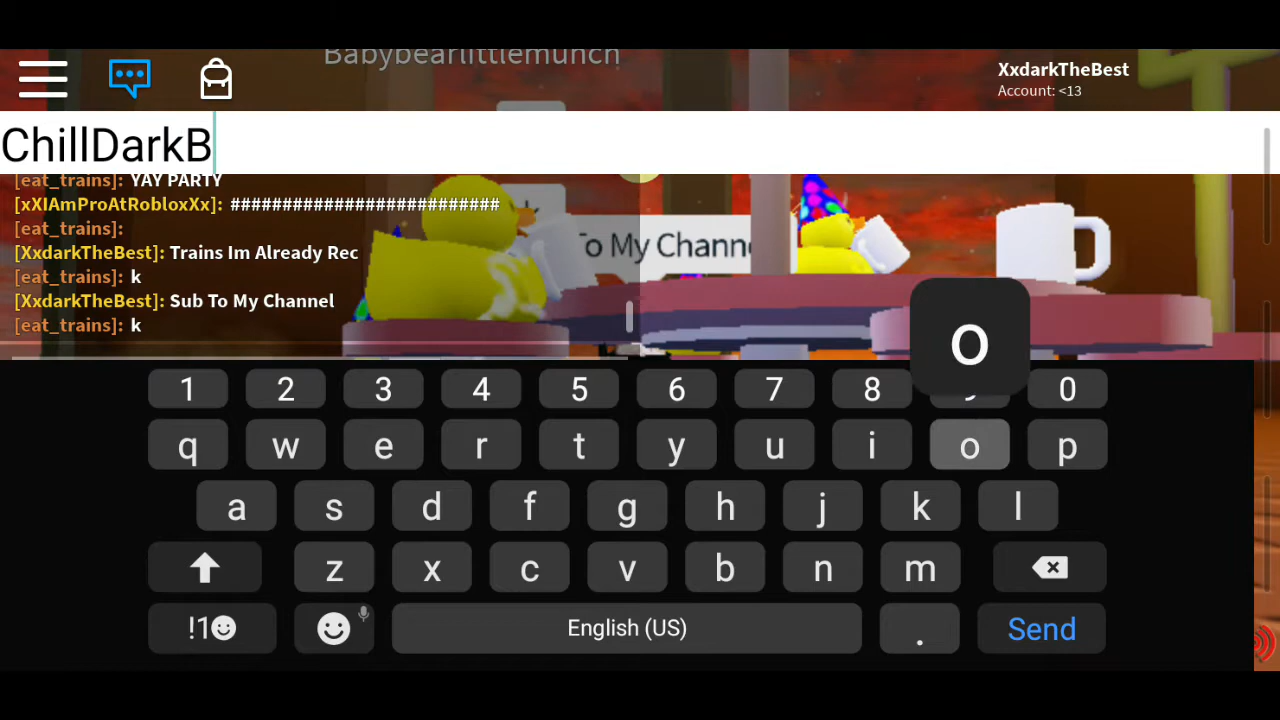 Babybearlittlemunch
XxdarkTheBest
Account: <13
ChillDarkB
[eat_trains]: YAY PARTY
[xXIAmProAtRobloxXx]: ##########################
[eat_trains]:
[XxdarkTheBest]: Trains Im Already Rec
[eat_trains]: k
[XxdarkTheBest]: Sub To My Channel
[eat_trains]: k
To My Channe
o
1 2 3 4 5 6 7 8 9 0
q w e r t y u i o p
a s d f g h j k l
z x c v b n m
!1 English (US) . Send